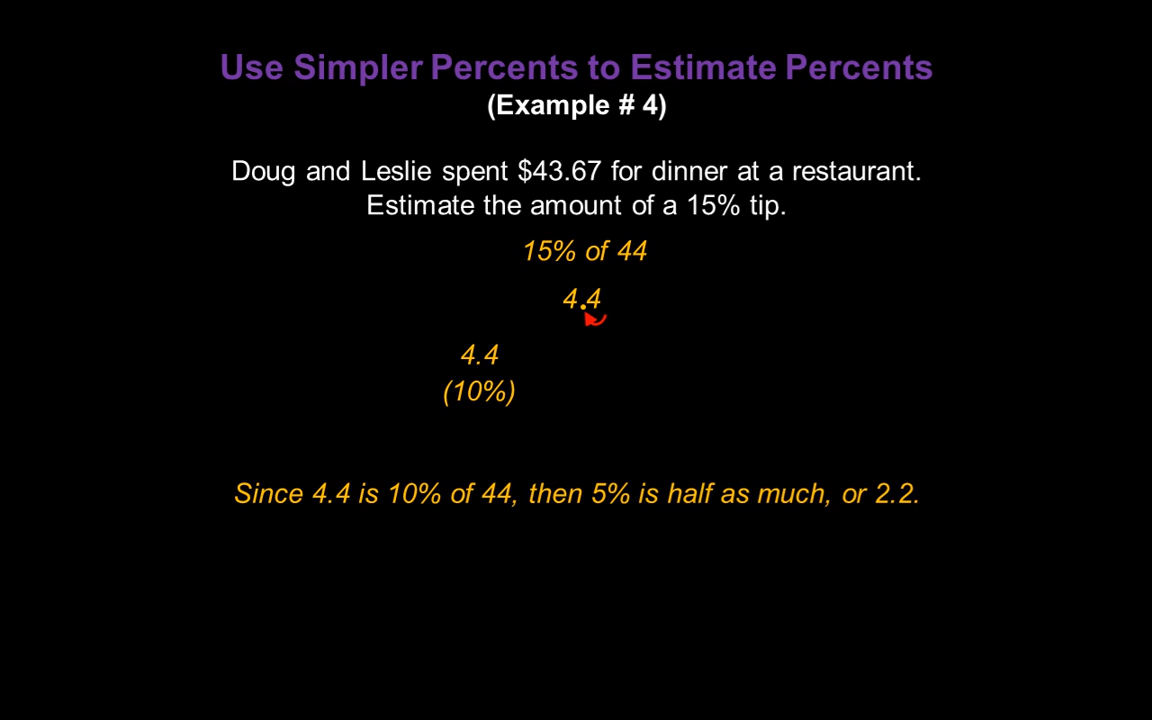 Use Simpler Percents to Estimate Percents
(Example # 4)
Doug and Leslie spent $43.67 for dinner at a restaurant.
Estimate the amount of a 15% tip.
15% of 44
4.4
4.4
(10%)
Since 4.4 is 10% of 44, then 5% is half as much, or 2.2.